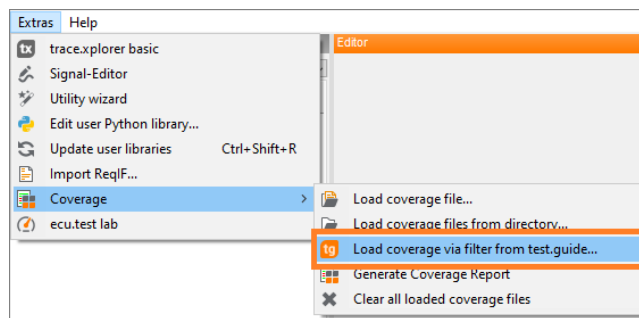 Extras Help
Editor
tx trace.xplorer basic
Signal-Editor
Utility wizard
Edit user Python library...
Update user libraries Ctrl+Shift+R
Import ReqIF...
Coverage
ecu.test lab
Load coverage file...
Load coverage files from directory...
tg Load coverage via filter from test.guide...
Generate Coverage Report
Clear all loaded coverage files